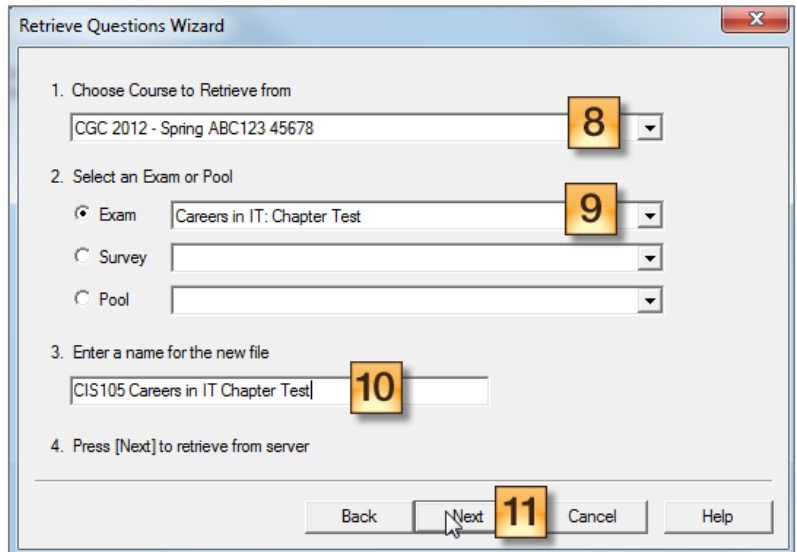 Retrieve Questions Wizard
1. Choose Course to Retrieve from
CGC 2012 - Spring ABC123 45678
8
2. Select an Exam or Pool
Exam
Careers in IT: Chapter Test
9
Survey
Pool
3. Enter a name for the new file
CIS105 Careers in IT Chapter Test
10
4. Press [Next] to retrieve from server
Back
Next
11
Cancel
Help